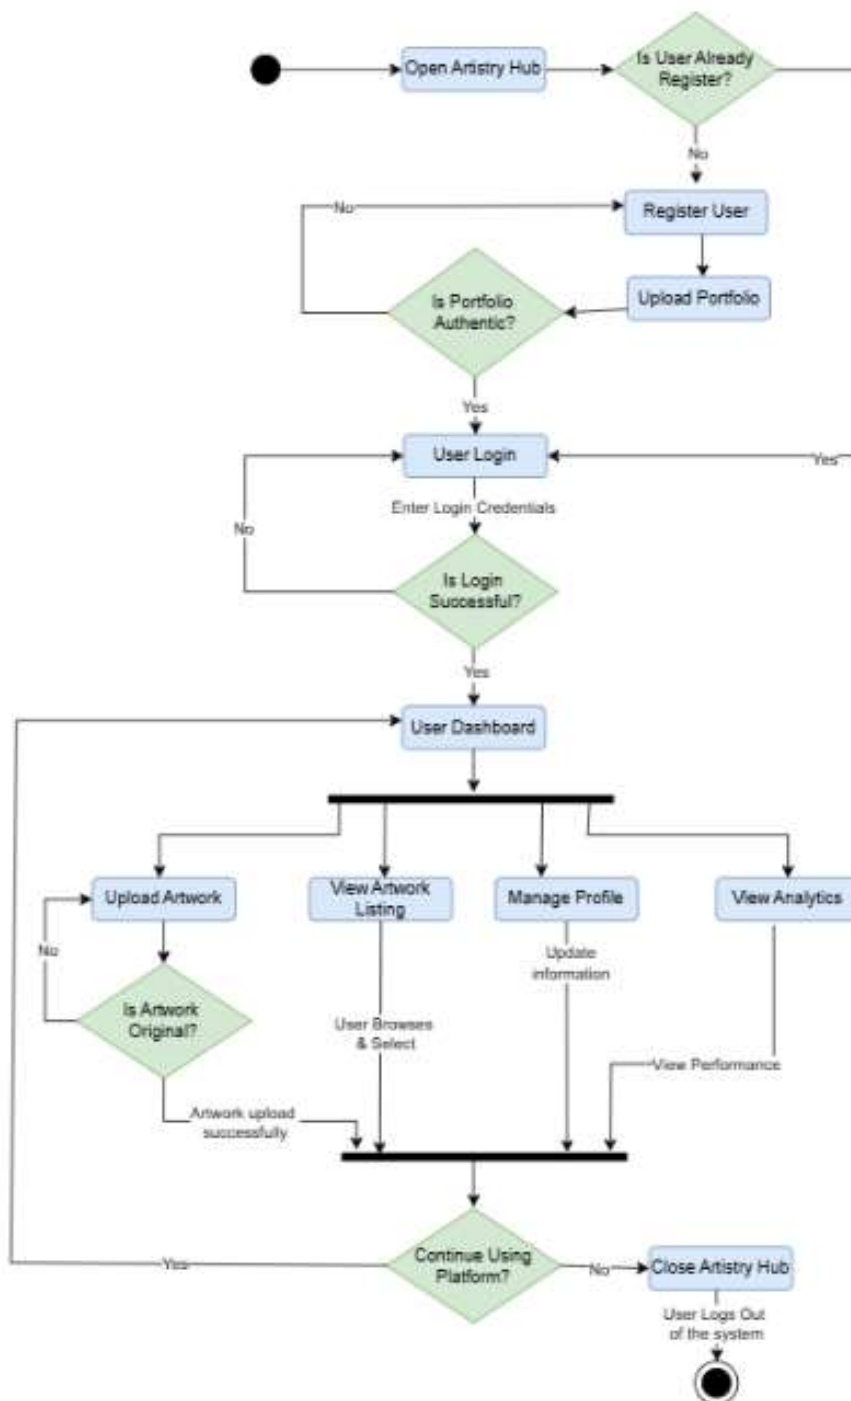 Open Artistry Hub
Is User Already
Register?
No
Register User
No
Upload Portfolio
Is Portfolio
Authentic?
Yes
User Login
Yes
Enter Login Credentials
No
Is Login
Successful?
Yes
User Dashboard
Upload Artwork
View Artwork
Listing
Manage Profile
View Analytics
No
Update
information
Is Artwork
Original?
User Browses
& Select
View Performance
Artwork upload
successfully
Continue Using
Platform?
Yes
No
Close Artistry Hub
User Logs Out
of the system